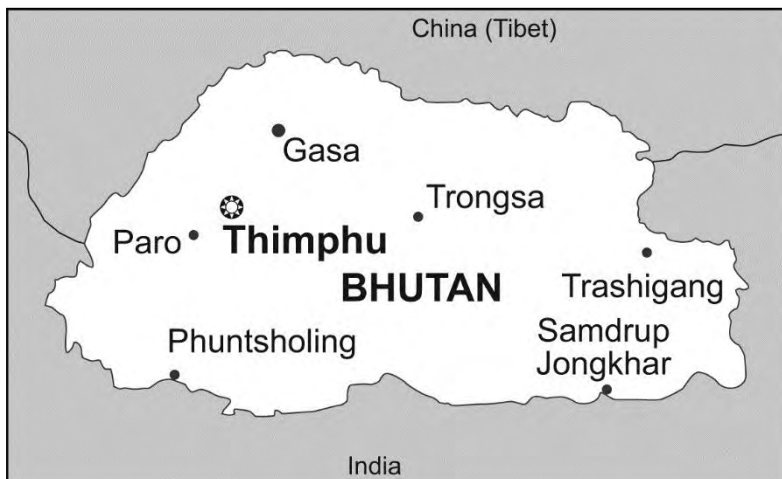 China (Tibet)
Gasa
Trongsa
Paro
Thimphu
BHUTAN
Trashigang
Phuntsholing
Samdrup
Jongkhar
India